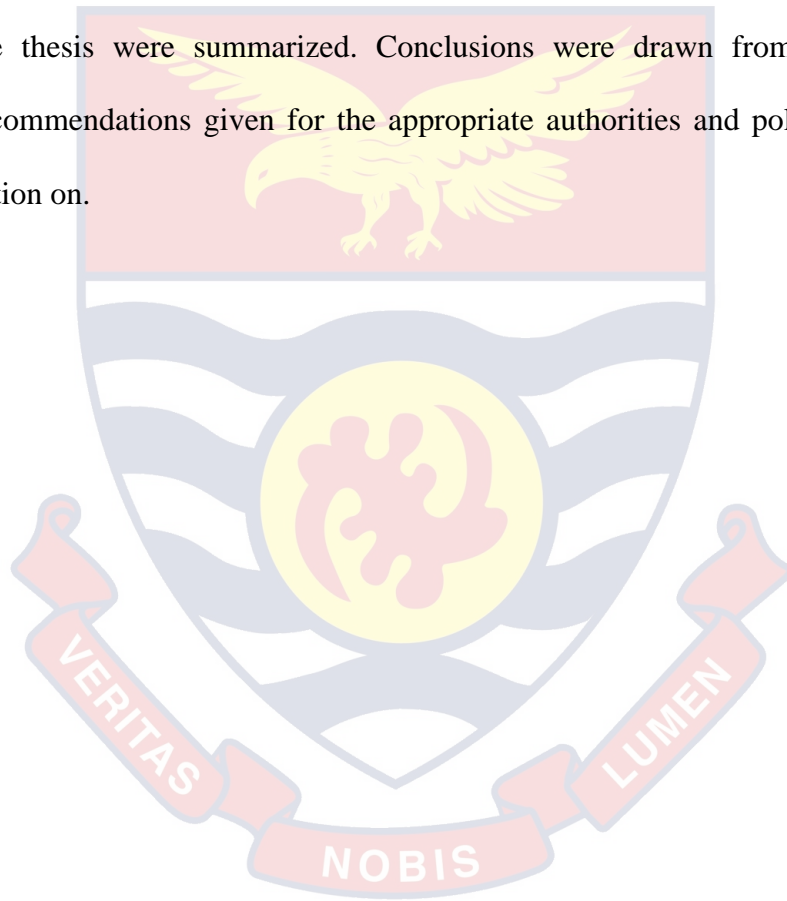 thesis were summarized. Conclusions were drawn from
commendations given for the appropriate authorities and
tion on.
VERITAS
NOBIS
LUMEN